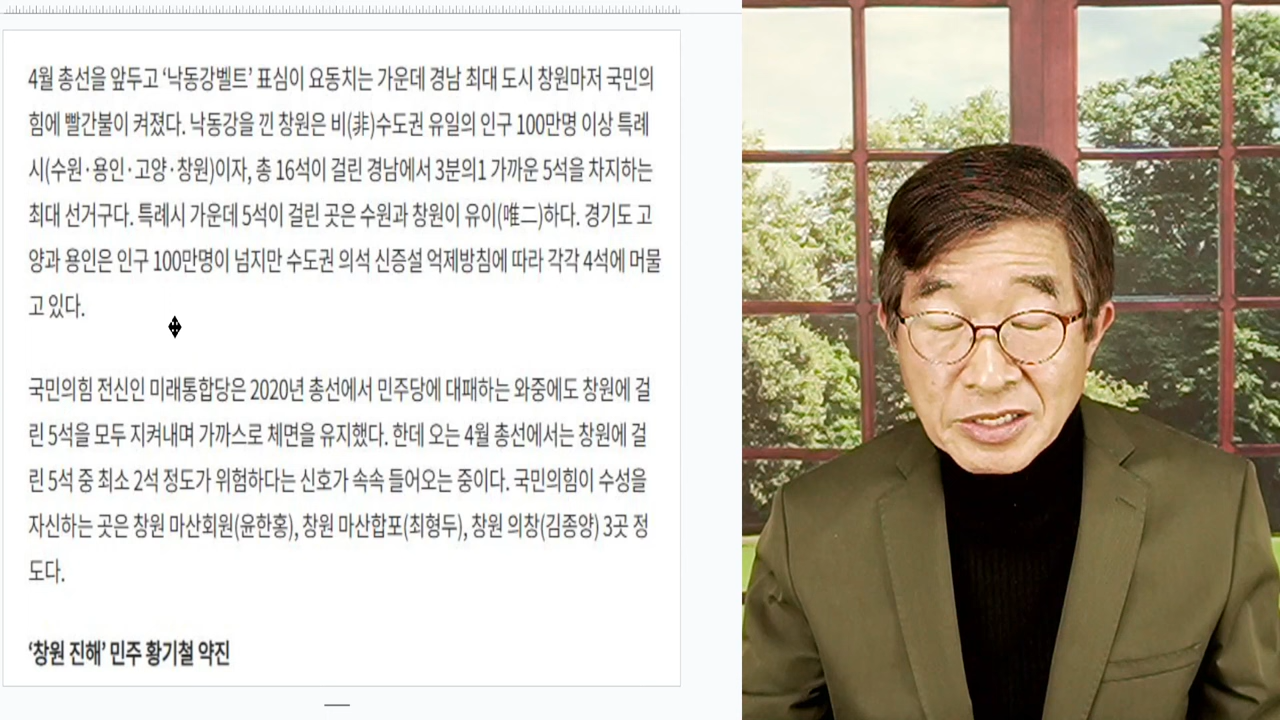 4월 총선을 앞두고 ‘낙동강벨트’ 표심이 요동치는 가운데 경남 최대 도시 창원마저 국민의
힘에 빨간불이 켜졌다. 낙동강을 낀 창원은 비(非)수도권 유일의 인구 100만명 이상 특례
시(수원·용인·고양·창원)이자, 총 16석이 걸린 경남에서 3분의1 가까운 5석을 차지하는
최대 선거구다. 특례시 가운데 5석이 걸린 곳은 수원과 창원이 유이(唯二)하다. 경기도 고
양과 용인은 인구 100만명이 넘지만 수도권 의석 신증설 억제방침에 따라 각각 4석에 머물
고 있다.
국민의힘 전신인 미래통합당은 2020년 총선에서 민주당에 대패하는 와중에도 창원에 걸
린 5석을 모두 지켜내며 가까스로 체면을 유지했다. 한데 오는 4월 총선에서는 창원에 걸
린 5석 중 최소 2석 정도가 위험하다는 신호가 속속 들어오는 중이다. 국민의힘이 수성을
자신하는 곳은 창원 마산회원(윤한홍), 창원 마산합포(최형두), 창원 의창(김종양) 3곳 정
도다.
‘창원 진해’ 민주 황기철 약진